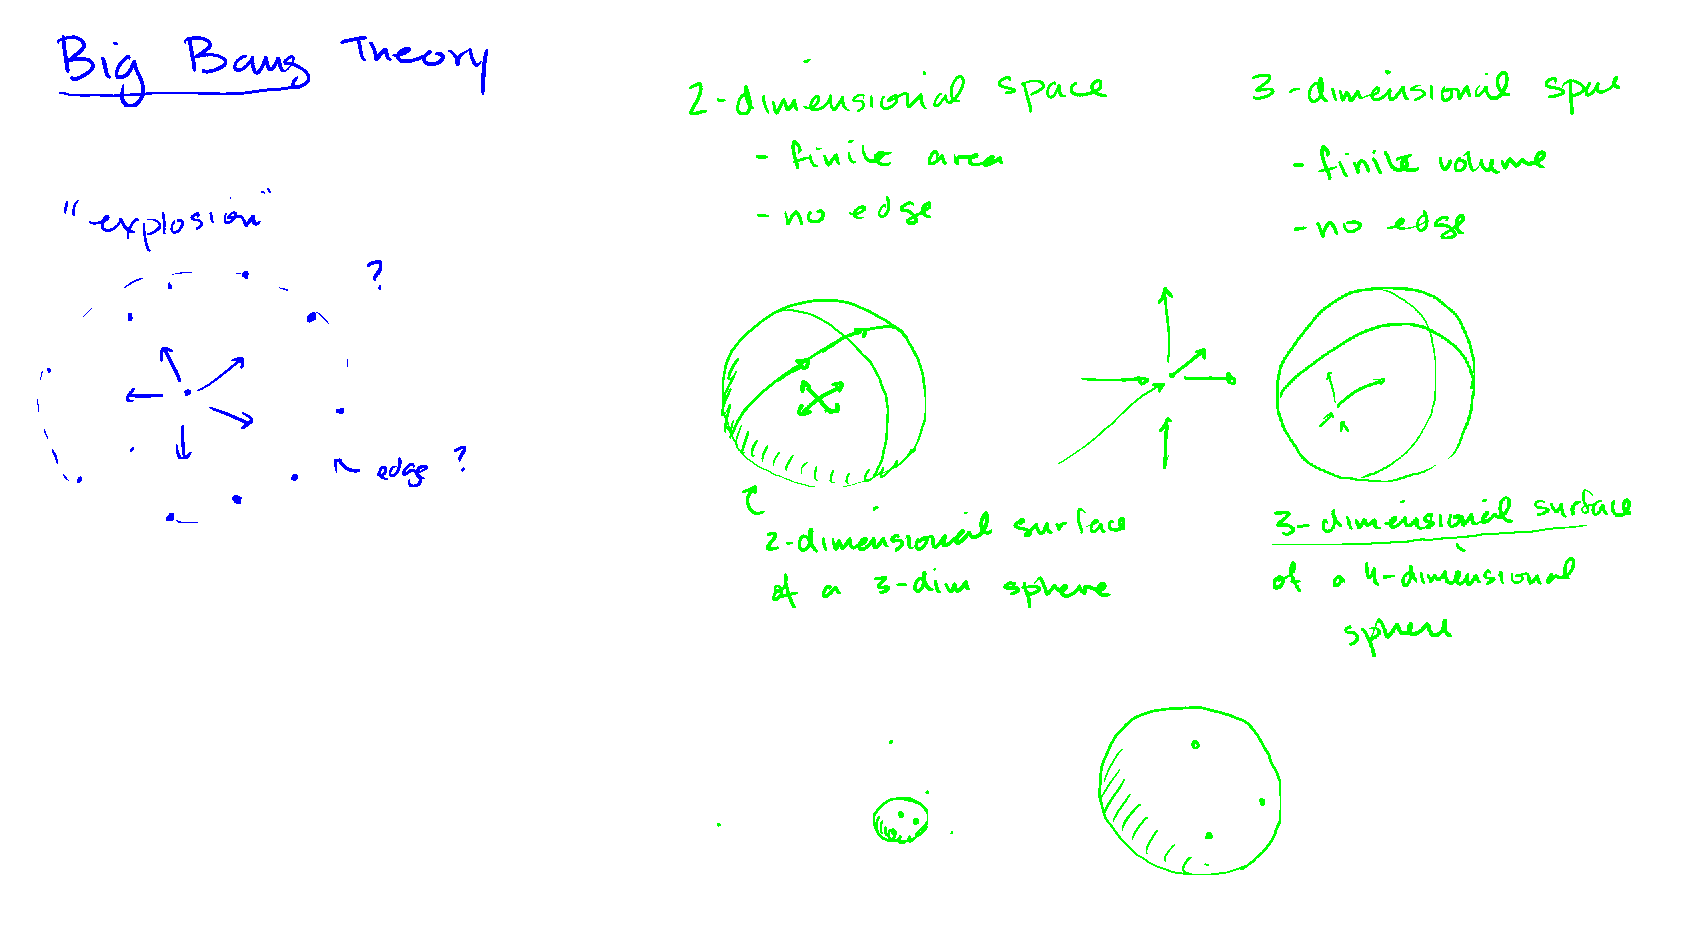 Big Bang Theory
"explosion"
?
edge ?
2-dimensional space
- finite area
- no edge
2-dimensional surface
of a 3-dim sphere
3-dimensional space
- finite volume
- no edge
3-dimensional surface
of a 4-dimensional
sphere